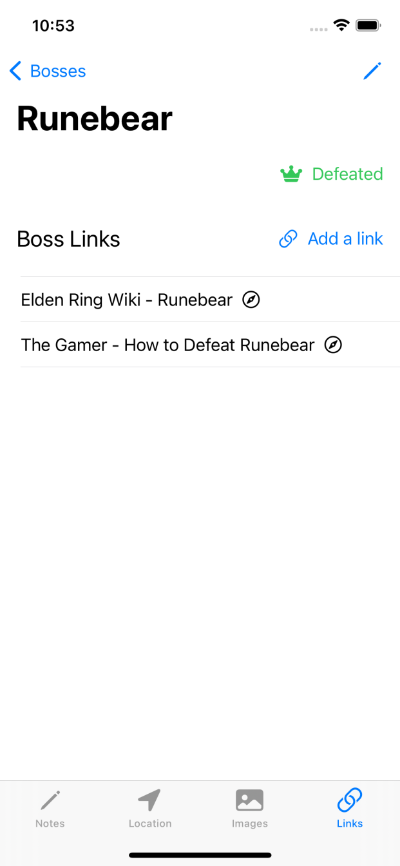 10:53
Bosses
Runebear
Defeated
Boss Links
Add a link
Elden Ring Wiki - Runebear
The Gamer - How to Defeat Runebear
Notes
Location
Images
Links